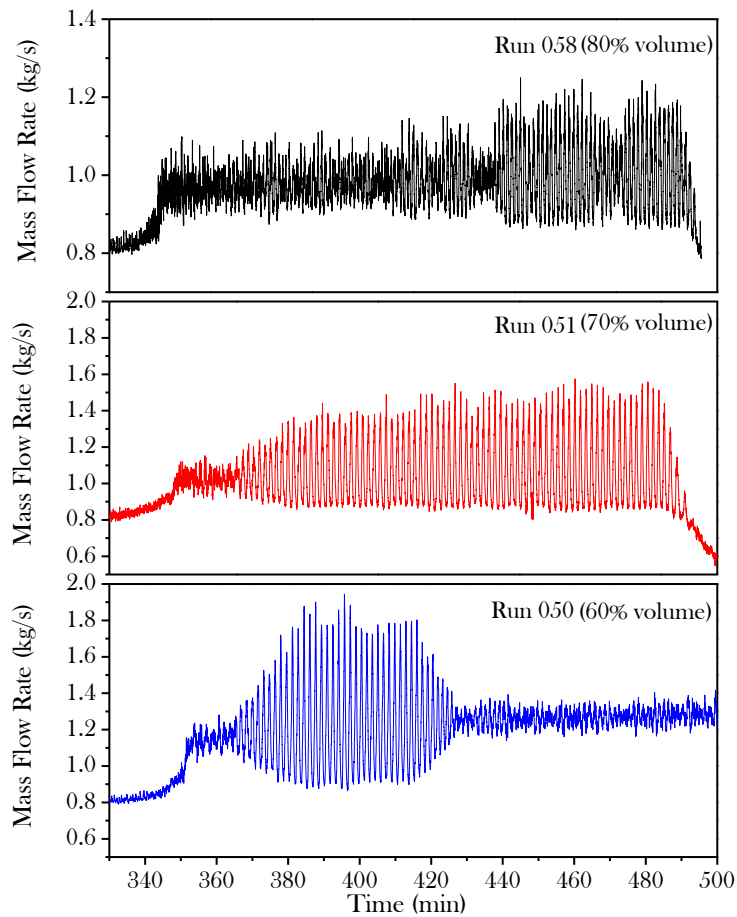 1.4
Run 058 (80% volume)
Mass Flow Rate (kg/s)
1.2
1.0
0.8
2.0
Run 051 (70% volume)
Mass Flow Rate (kg/s)
1.8
1.6
1.4
1.2
1.0
0.8
0.6
2.0
Run 050 (60% volume)
Mass Flow Rate (kg/s)
1.8
1.6
1.4
1.2
1.0
0.8
0.6
340 360 380 400 420 440 460 480 500
Time (min)